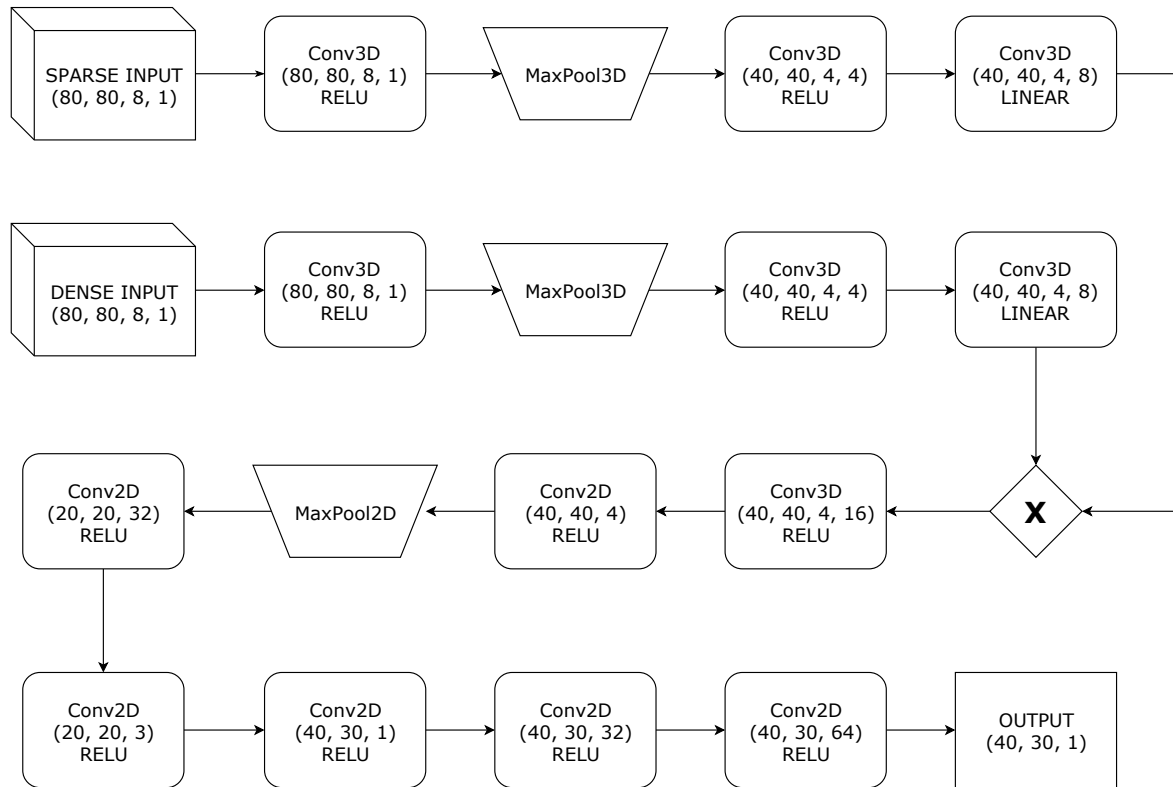 SPARSE INPUT
(80, 80, 8, 1)
Conv3D
(80, 80, 8, 1)
RELU
MaxPool3D
Conv3D
(40, 40, 4, 4)
RELU
Conv3D
(40, 40, 4, 8)
LINEAR
DENSE INPUT
(80, 80, 8, 1)
Conv3D
(80, 80, 8, 1)
RELU
MaxPool3D
Conv3D
(40, 40, 4, 4)
RELU
Conv3D
(40, 40, 4, 8)
LINEAR
Conv2D
(20, 20, 32)
RELU
MaxPool2D
Conv2D
(40, 40, 4)
RELU
Conv3D
(40, 40, 4, 16)
RELU
X
Conv2D
(20, 20, 3)
RELU
Conv2D
(40, 30, 1)
RELU
Conv2D
(40, 30, 32)
RELU
Conv2D
(40, 30, 64)
RELU
OUTPUT
(40, 30, 1)